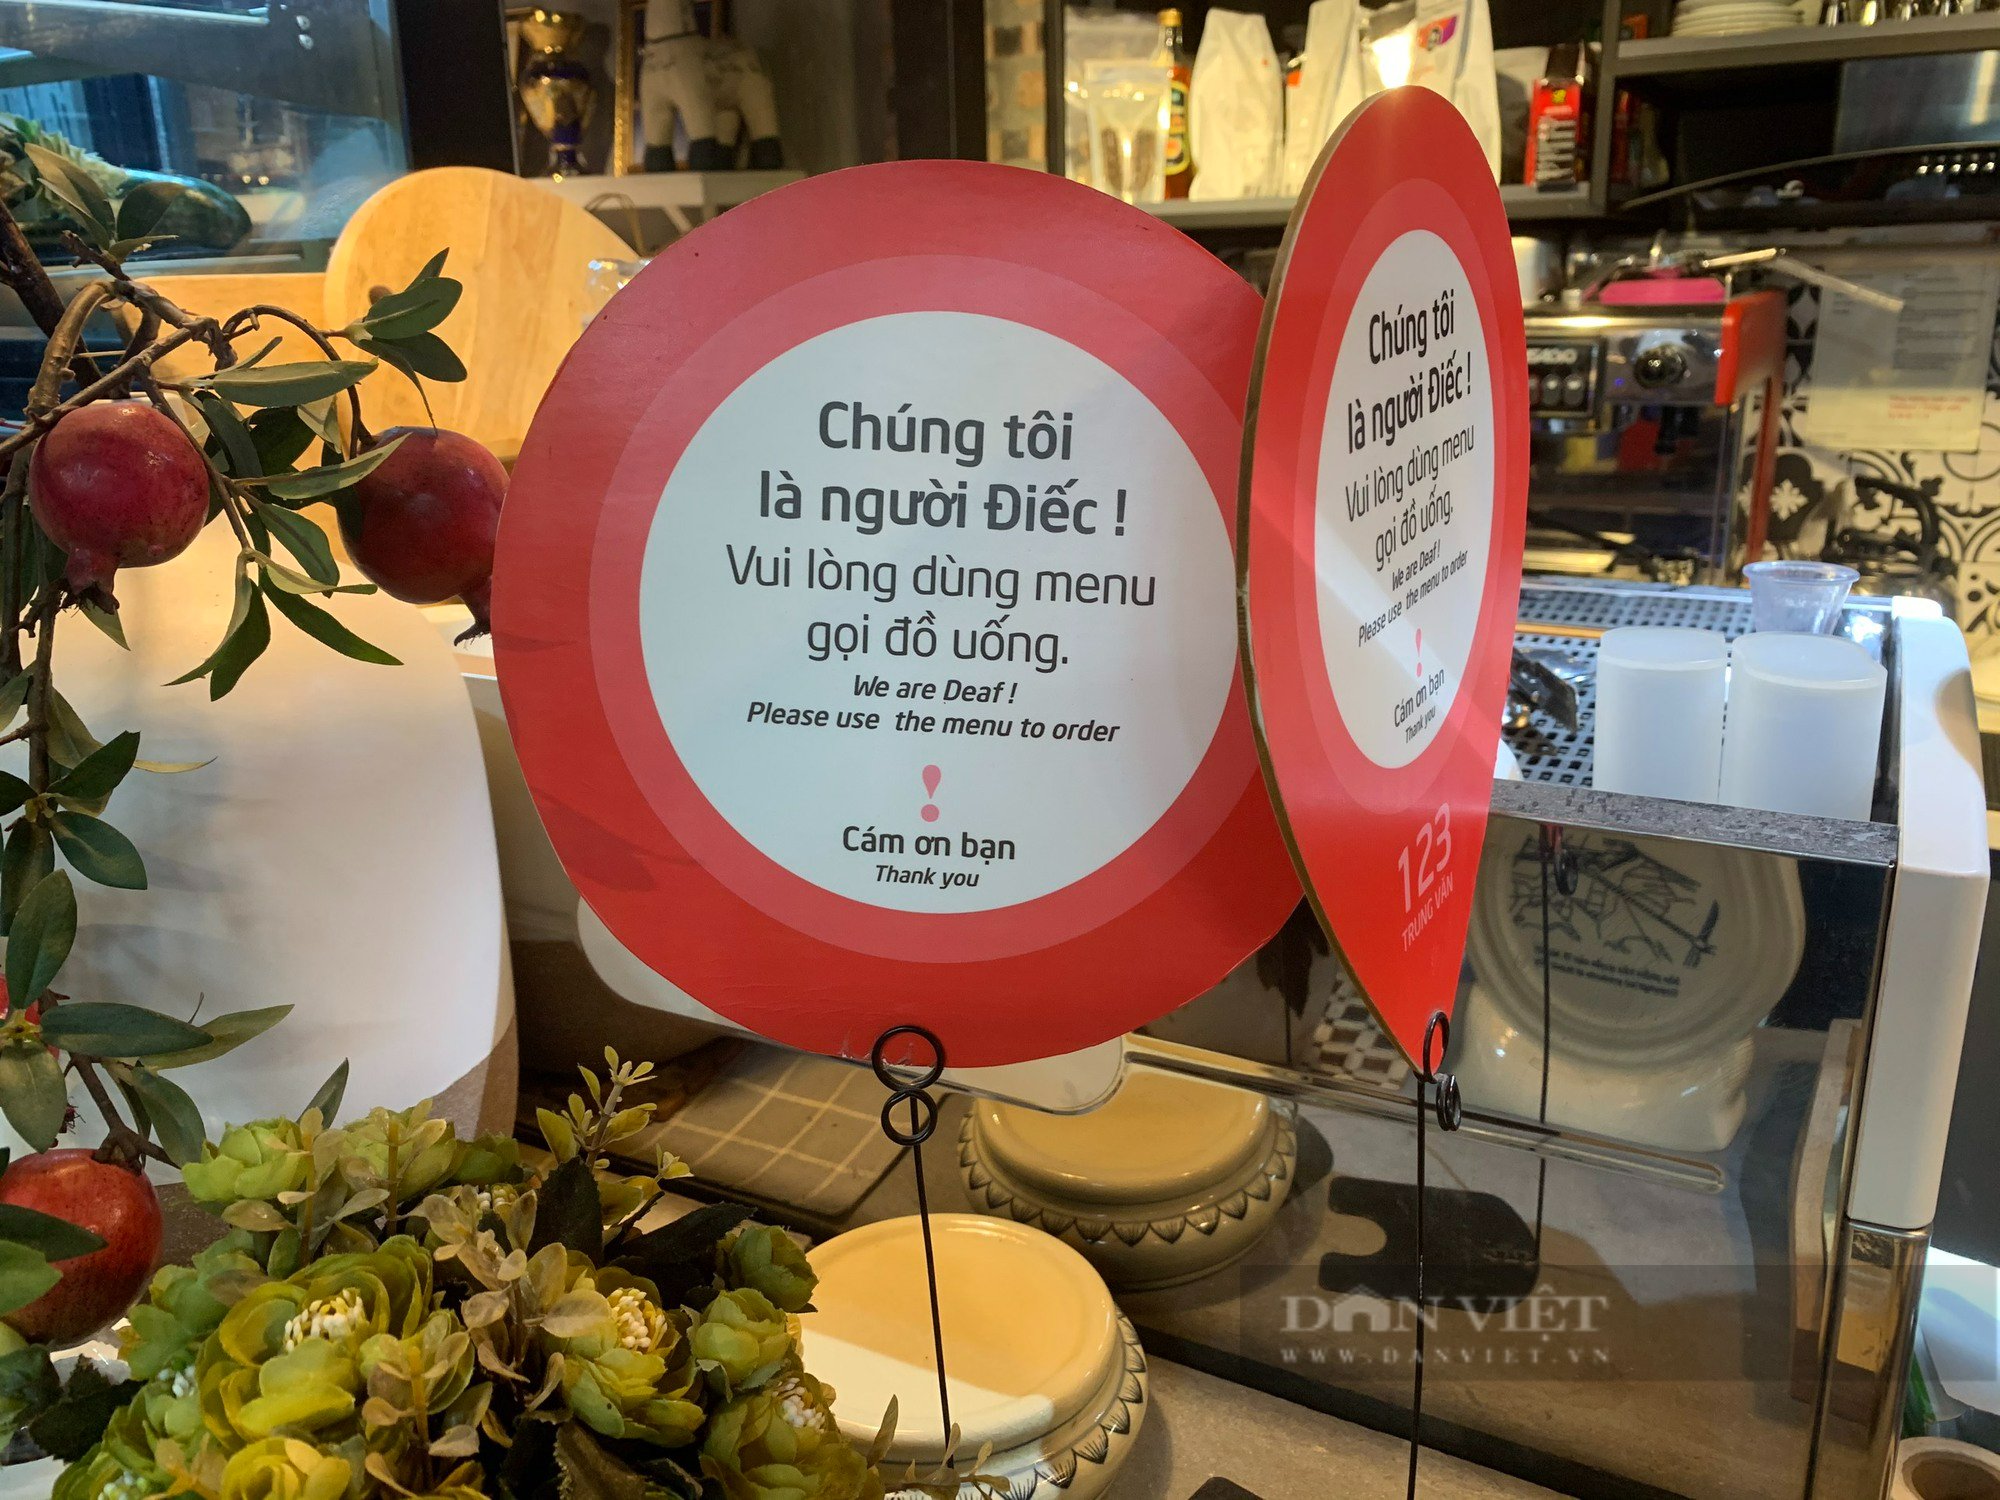 Chúng tôi
là người Điếc !
Vui lòng dùng menu
gọi đồ uống.
We are Deaf !
Please use the menu to order
!
Cám ơn bạn
Thank you
Chúng tôi
là người Điếc !
Vui lòng dùng menu
gọi đồ uống.
We are Deaf !
Please use the menu to order
!
Cám ơn bạn
Thank you
123
TRUNG VĂN
DÂN VIỆT
WWW.DANVIET.VN